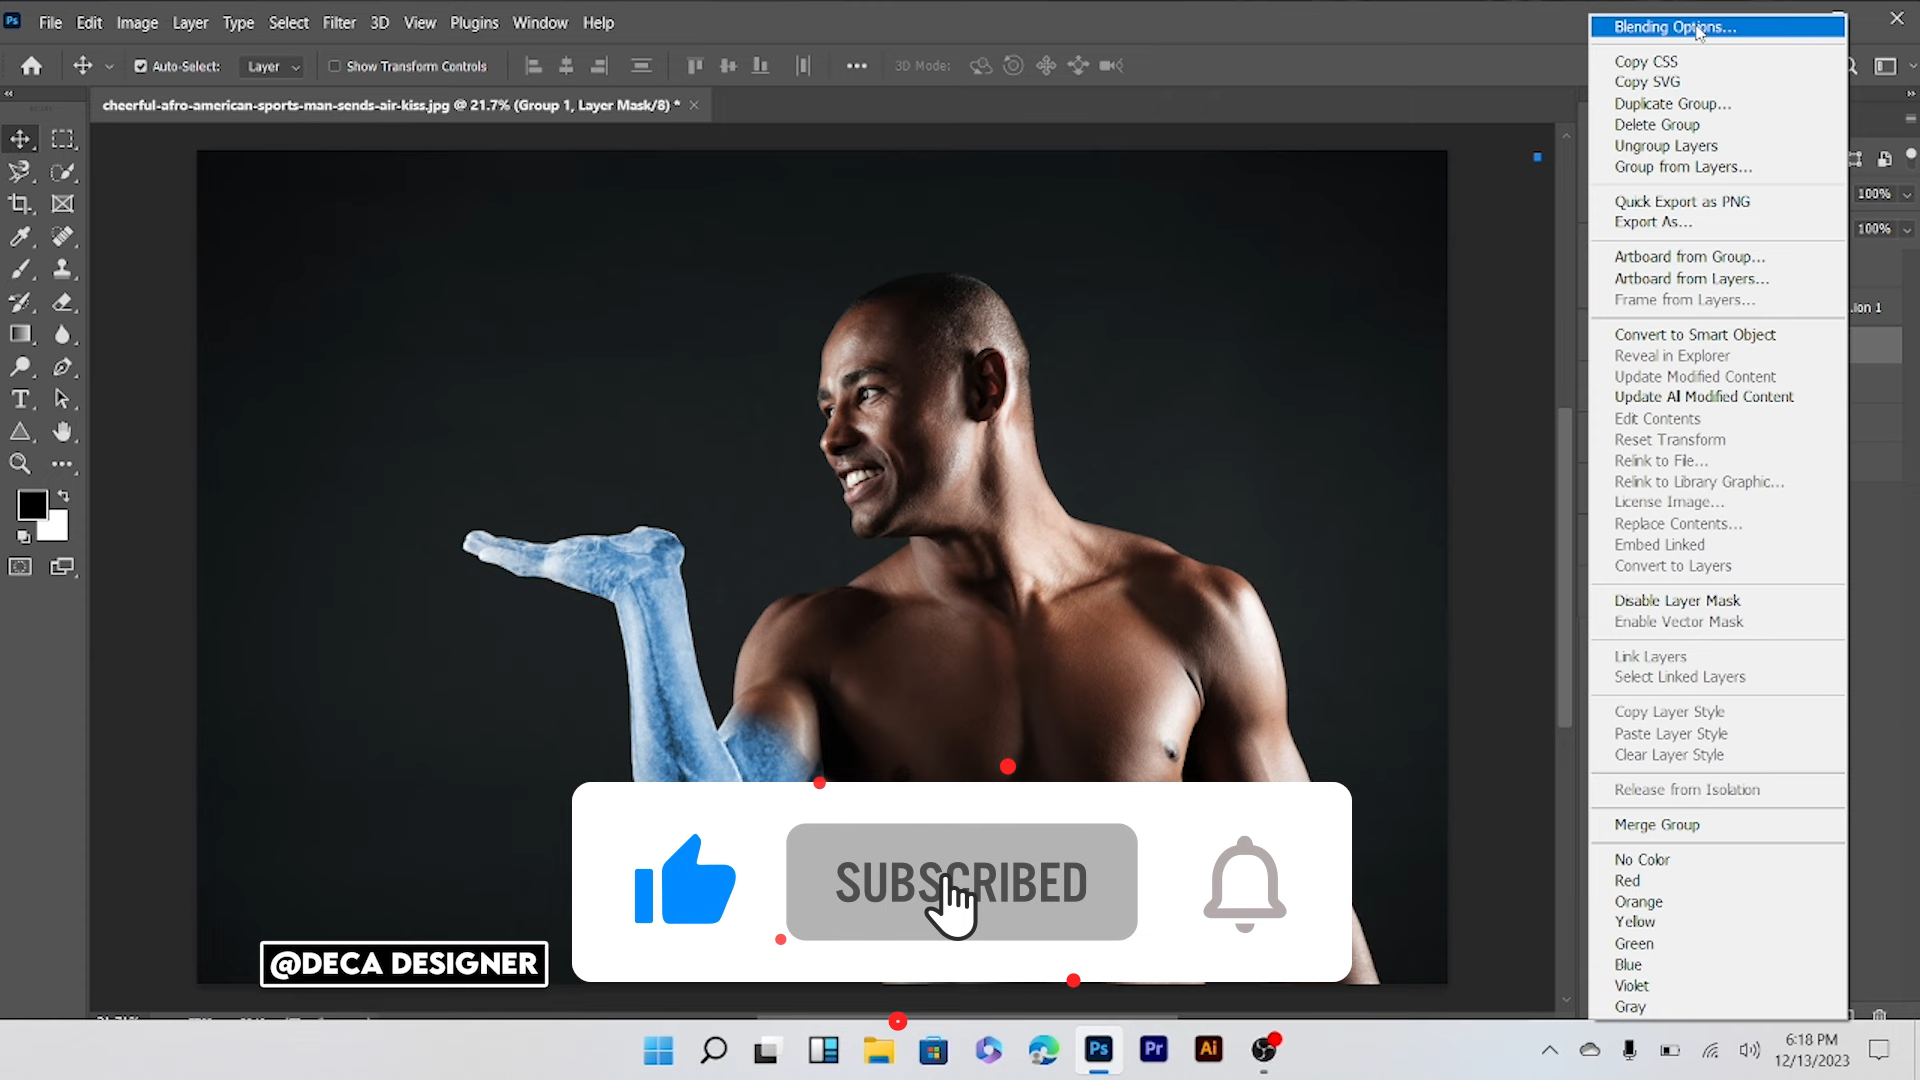 Ps File Edit Image Layer Type Select Filter 3D View Plugins Window Help
Auto-Select: Layer Show Transform Controls 3D Mode:
cheerful-afro-american-sports-man-sends-air-kiss.jpg @ 21.7% (Group 1, Layer Mask/8) *
Blending Options...
Copy CSS
Copy SVG
Duplicate Group...
Delete Group
Ungroup Layers
Group from Layers...
Quick Export as PNG
Export As...
Artboard from Group...
Artboard from Layers...
Frame from Layers...
Convert to Smart Object
Reveal in Explorer
Update Modified Content
Update All Modified Content
Edit Contents
Reset Transform
Relink to File...
Relink to Library Graphic...
License Image...
Replace Contents...
Embed Linked
Convert to Layers
Disable Layer Mask
Enable Vector Mask
Link Layers
Select Linked Layers
Copy Layer Style
Paste Layer Style
Clear Layer Style
Release from Isolation
Merge Group
No Color
Red
Orange
Yellow
Green
Blue
Violet
Gray
100%
100%
SUBSCRIBED
@DECA DESIGNER
Ps Pr Ai
6:18 PM
12/13/2023